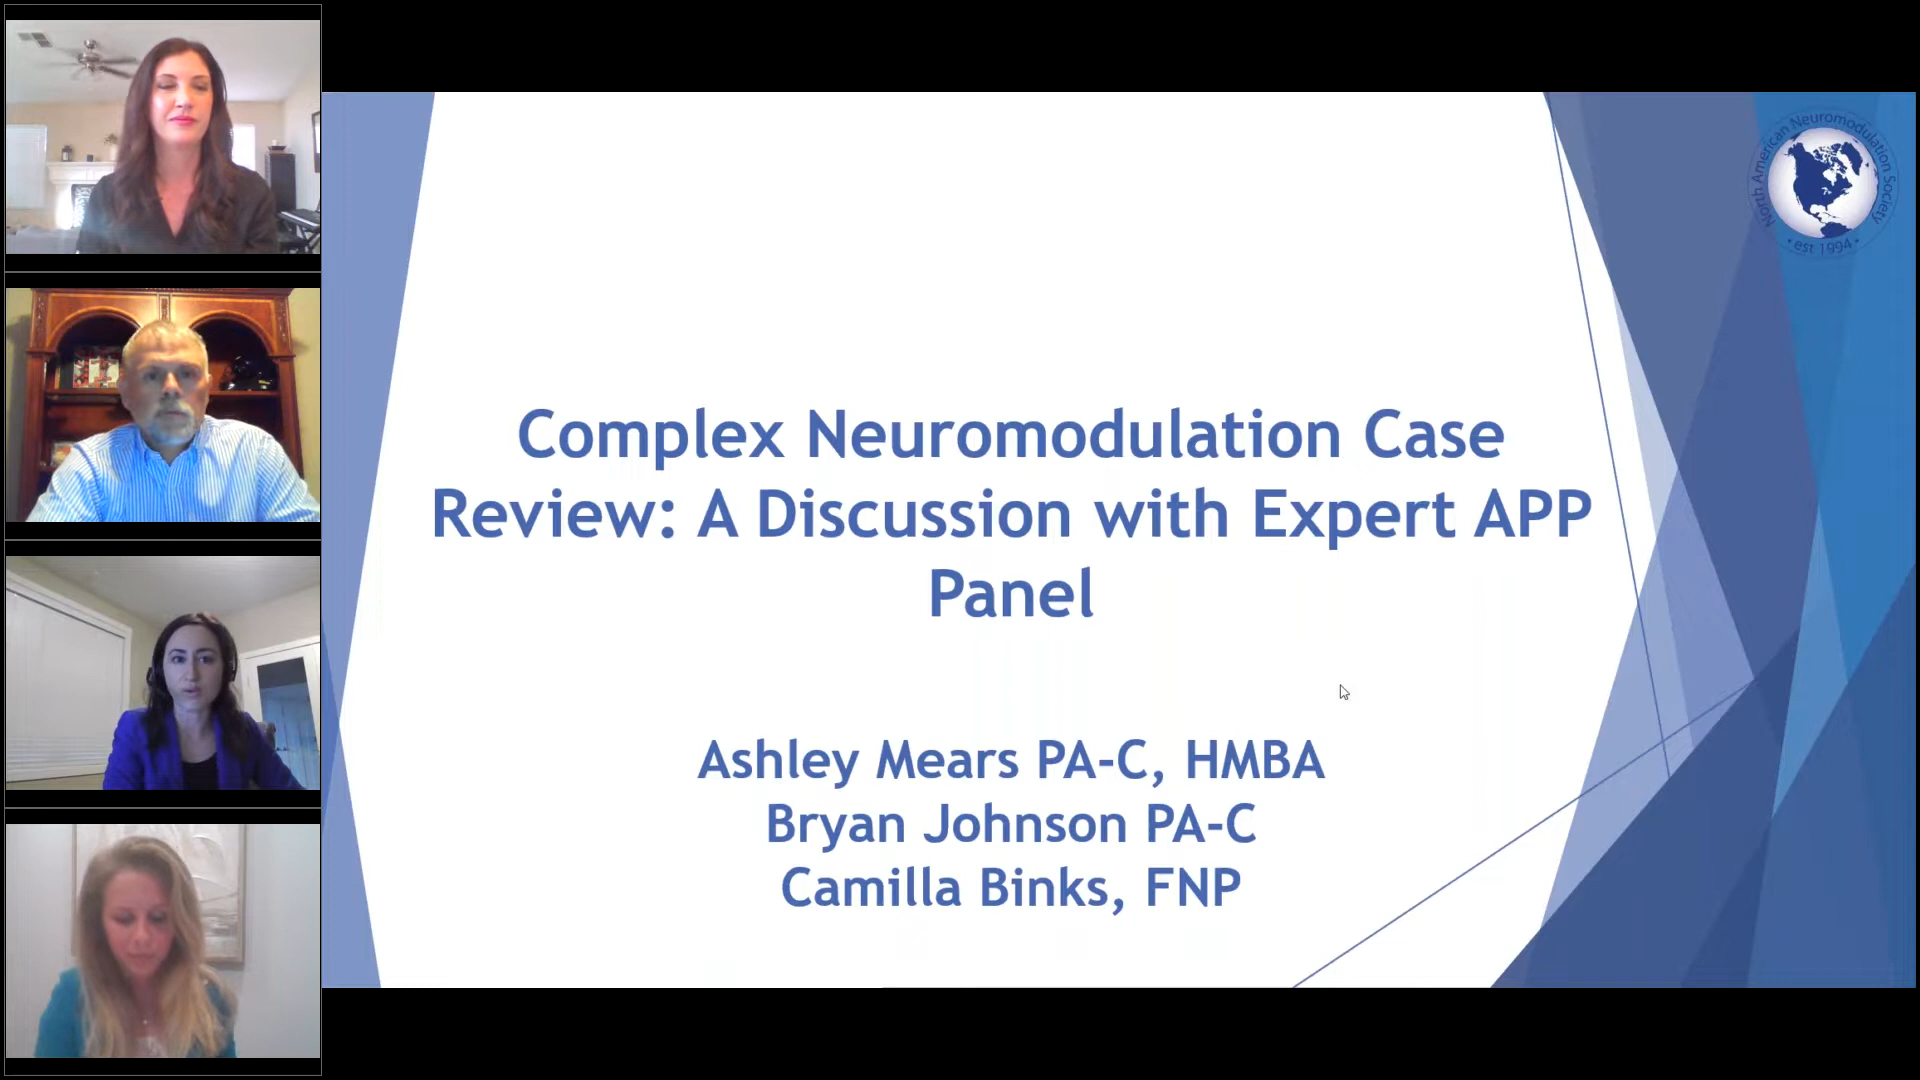 Complex Neuromodulation Case
Review: A Discussion with Expert APP
Panel
Ashley Mears PA-C, HMBA
Bryan Johnson PA-C
Camilla Binks, FNP
North American Neuromodulation Society
• est 1994 •